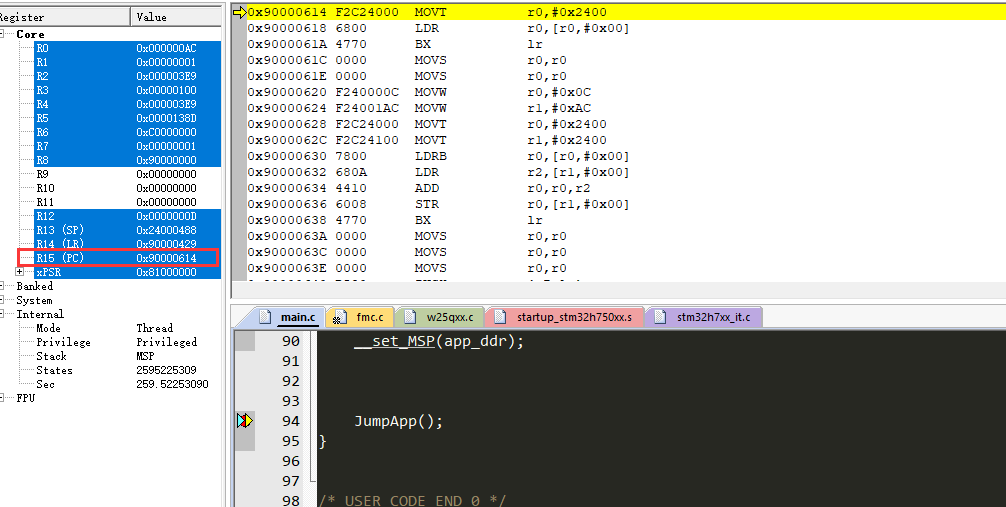 Register Value
Core
R0 0x000000AC
R1 0x00000001
R2 0x000003E9
R3 0x00000100
R4 0x000003E9
R5 0x0000138D
R6 0xC0000000
R7 0x00000001
R8 0x90000000
R9 0x00000000
R10 0x00000000
R11 0x00000000
R12 0x0000000D
R13 (SP) 0x24000488
R14 (LR) 0x90000429
R15 (PC) 0x90000614
xPSR 0x81000000
Banked
System
Internal
Mode Thread
Privilege Privileged
Stack MSP
States 2595225309
Sec 259.52253090
FPU
0x90000614 F2C24000 MOVT r0,#0x2400
0x90000618 6800 LDR r0,[r0,#0x00]
0x9000061A 4770 BX lr
0x9000061C 0000 MOVS r0,r0
0x9000061E 0000 MOVS r0,r0
0x90000620 F240000C MOVW r0,#0x0C
0x90000624 F24001AC MOVW r1,#0xAC
0x90000628 F2C24000 MOVT r0,#0x2400
0x9000062C F2C24100 MOVT r1,#0x2400
0x90000630 7800 LDRB r0,[r0,#0x00]
0x90000632 680A LDR r2,[r1,#0x00]
0x90000634 4410 ADD r0,r0,r2
0x90000636 6008 STR r0,[r1,#0x00]
0x90000638 4770 BX lr
0x9000063A 0000 MOVS r0,r0
0x9000063C 0000 MOVS r0,r0
0x9000063E 0000 MOVS r0,r0
main.c fmc.c w25qxx.c startup_stm32h750xx.s stm32h7xx_it.c
90 __set_MSP(app_ddr);
91
92
93
94 JumpApp();
95 }
96
97
98 /* USER CODE END 0 */